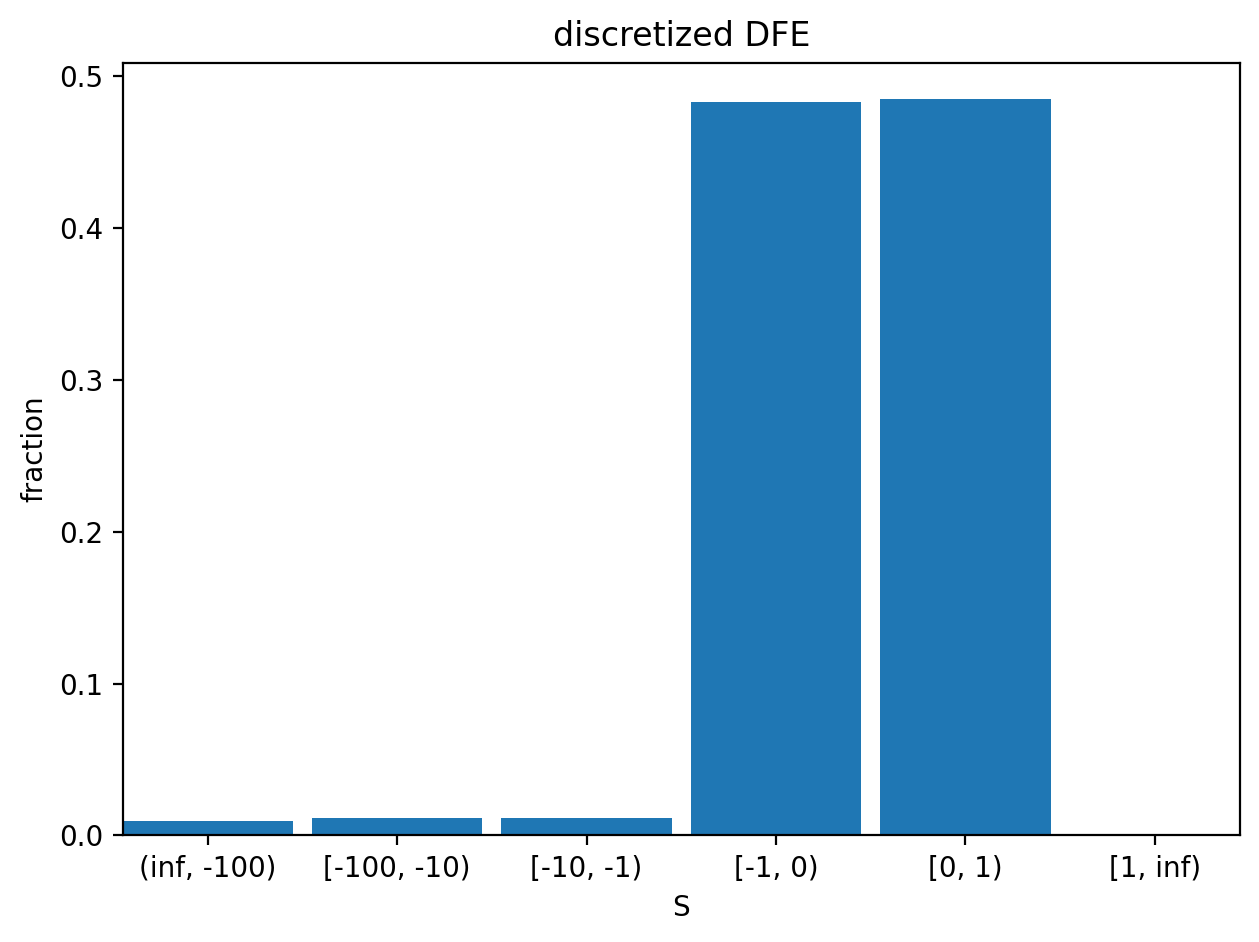 discretized DFE
0.5
0.4
0.3
0.2
0.1
0.0
fraction
(inf, -100) [-100, -10) [-10, -1) [-1, 0) [0, 1) [1, inf)
S